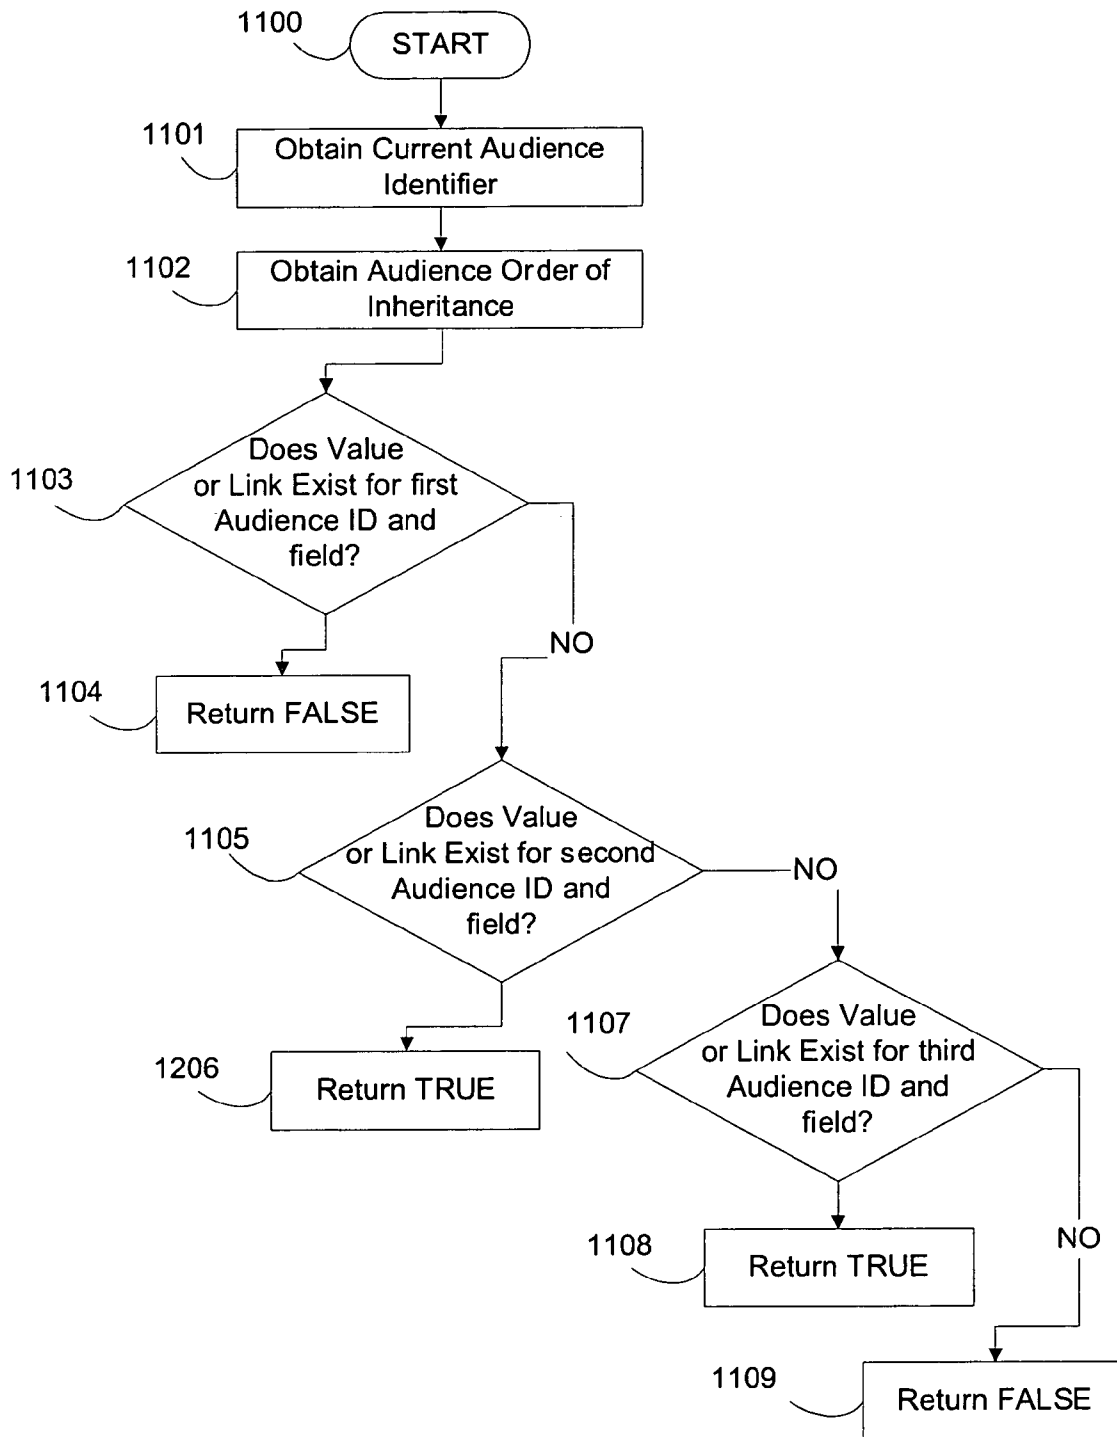 1100
START
1101
Obtain Current Audience
Identifier
1102
Obtain Audience Order of
Inheritance
1103
Does Value
or Link Exist for first
Audience ID and
field?
NO
1104
Return FALSE
1105
Does Value
or Link Exist for second
Audience ID and
field?
NO
1206
Return TRUE
1107
Does Value
or Link Exist for third
Audience ID and
field?
1108
Return TRUE
NO
1109
Return FALSE